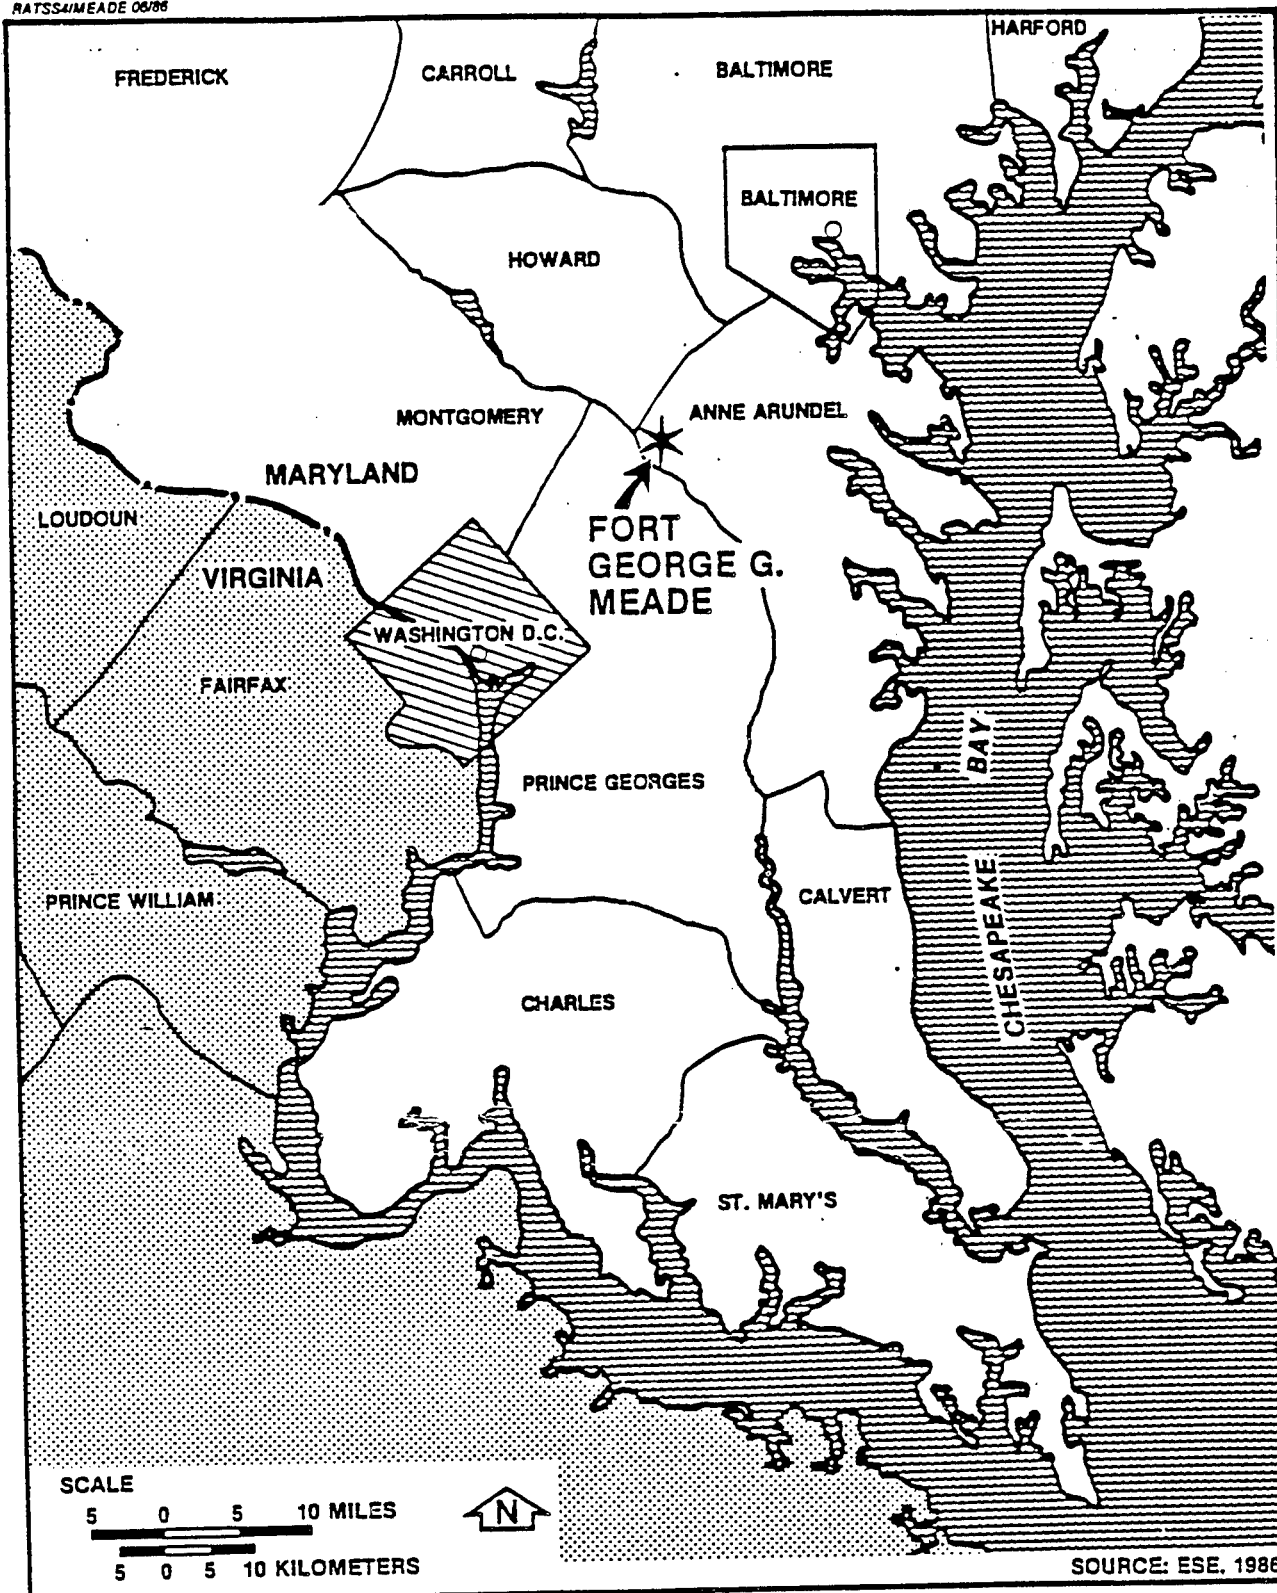 RATSS4/MEADE 06/86
HARFORD
FREDERICK
CARROLL
BALTIMORE
BALTIMORE
HOWARD
MONTGOMERY
ANNE ARUNDEL
MARYLAND
LOUDOUN
FORT
GEORGE G.
MEADE
VIRGINIA
WASHINGTON D.C.
FAIRFAX
BAY
PRINCE GEORGES
CHESAPEAKE
PRINCE WILLIAM
CALVERT
CHARLES
ST. MARY'S
SCALE
5 0 5 10 MILES
5 0 5 10 KILOMETERS
N
SOURCE: ESE, 1986